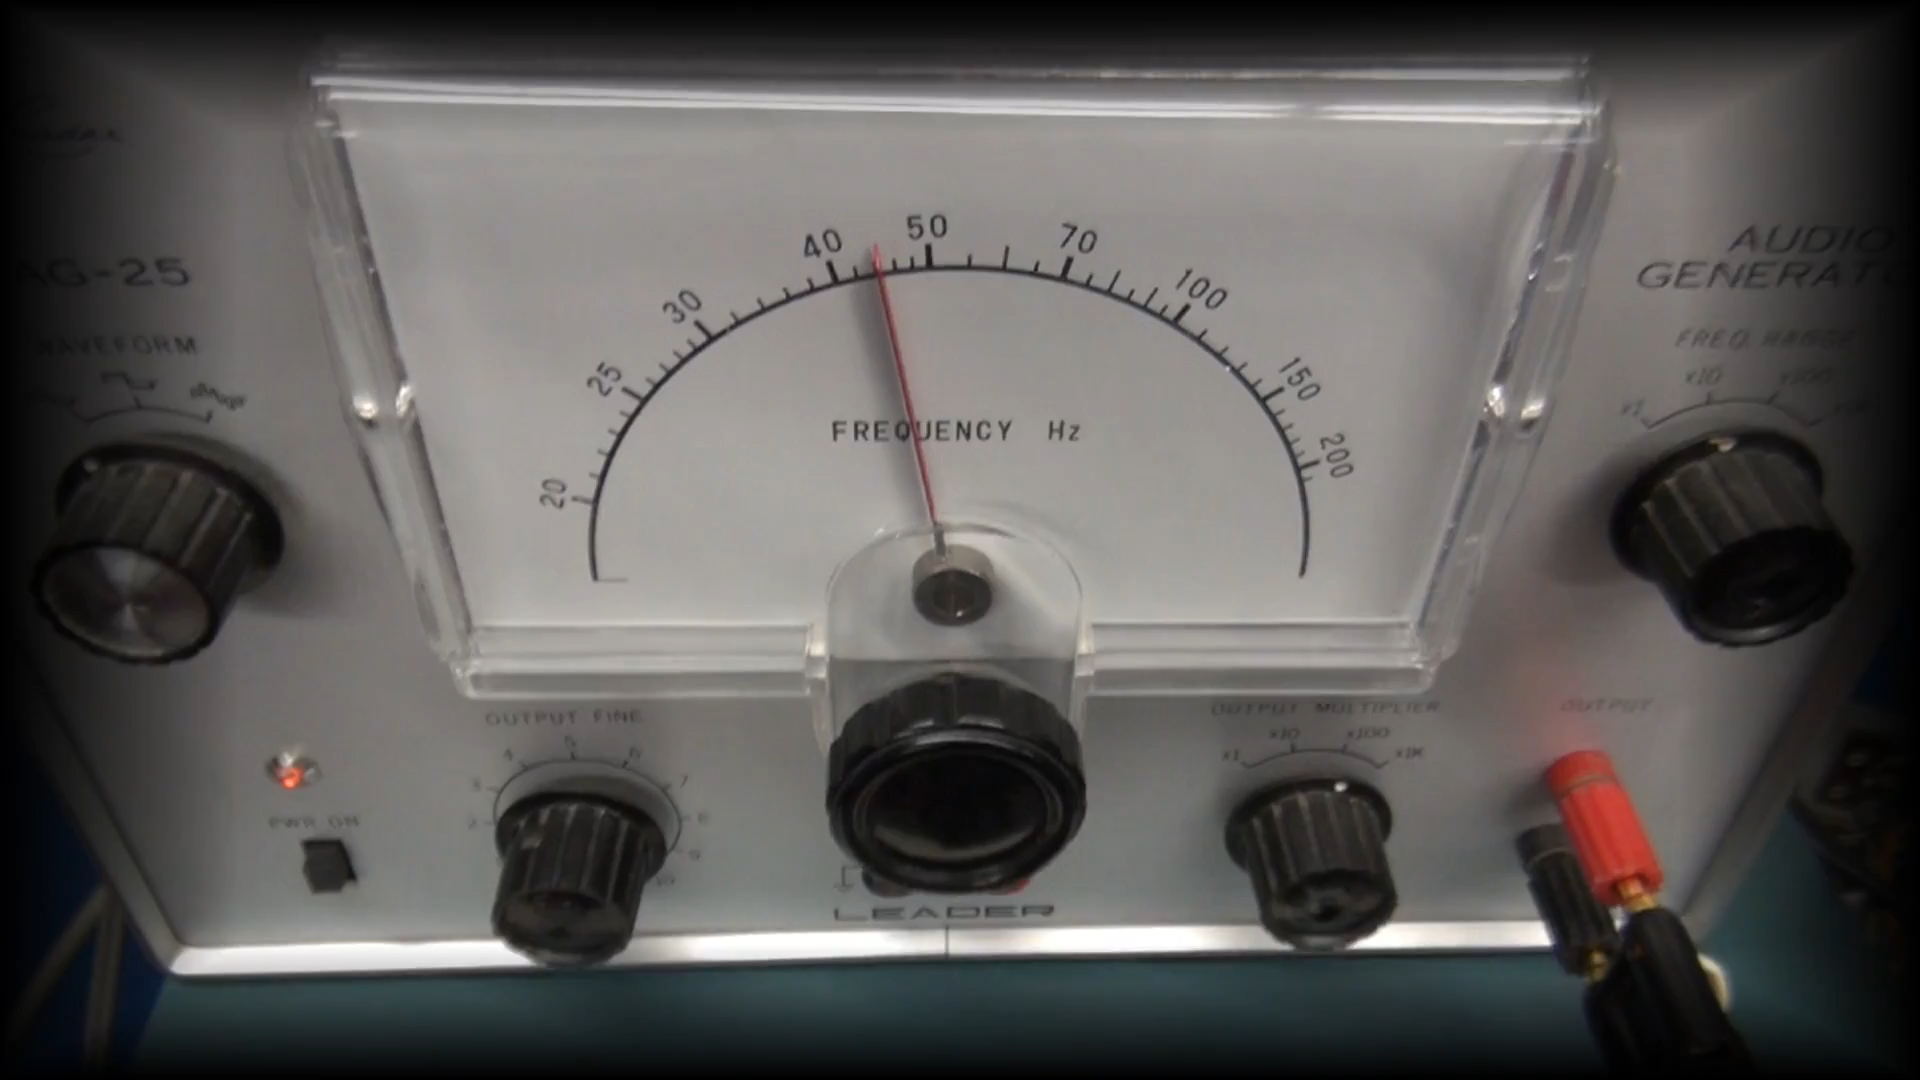 AG-25
WAVEFORM
20
25
30
40
50
70
100
150
200
FREQUENCY Hz
AUDIO
GENERATO
FREQ. RANGE
x1
x10
x100
PWR ON
OUTPUT FINE
2
3
4
5
6
7
8
9
10
LEADER
OUTPUT MULTIPLIER
x1
x10
x100
x1K
OUTPUT